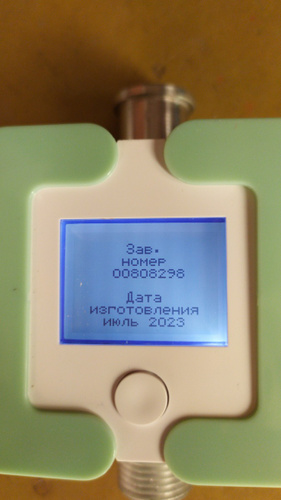 Зав.
номер
00808298
Дата
изготовления
июль 2023